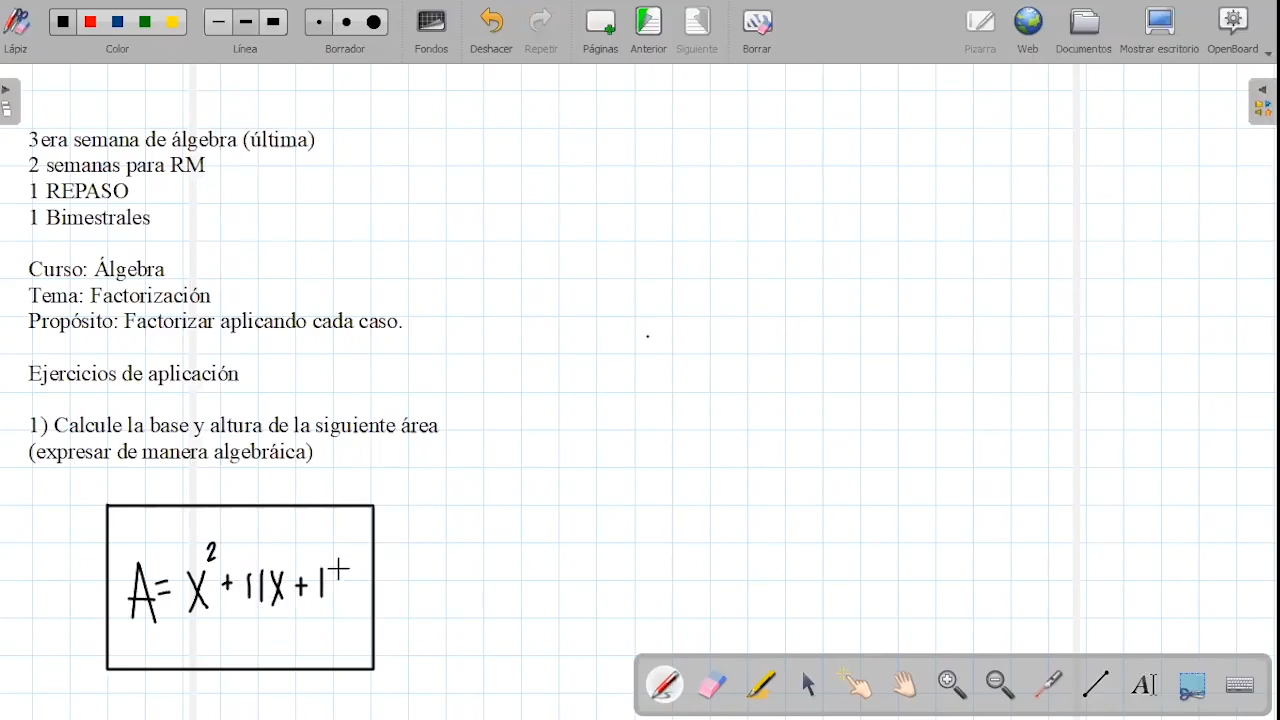 Lápiz
Color
Línea
Borrador
Fondos
Deshacer
Repetir
Páginas
Anterior
Siguiente
Borrar
Pizarra
Web
Documentos
Mostrar escritorio
OpenBoard
3era semana de álgebra (última)
2 semanas para RM
1 REPASO
1 Bimestrales
Curso: Álgebra
Tema: Factorización
Propósito: Factorizar aplicando cada caso.
Ejercicios de aplicación
1) Calcule la base y altura de la siguiente área
(expresar de manera algebráica)
A= x² + 11x + 1